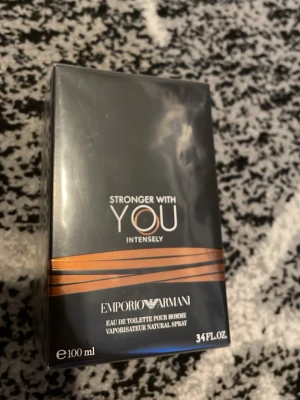 STRONGER WITH
YOU
INTENSELY
EMPORIO ARMANI
EAU DE TOILETTE POUR HOMME
VAPORISATEUR NATURAL SPRAY
e 100 ml 3.4 FL.OZ.